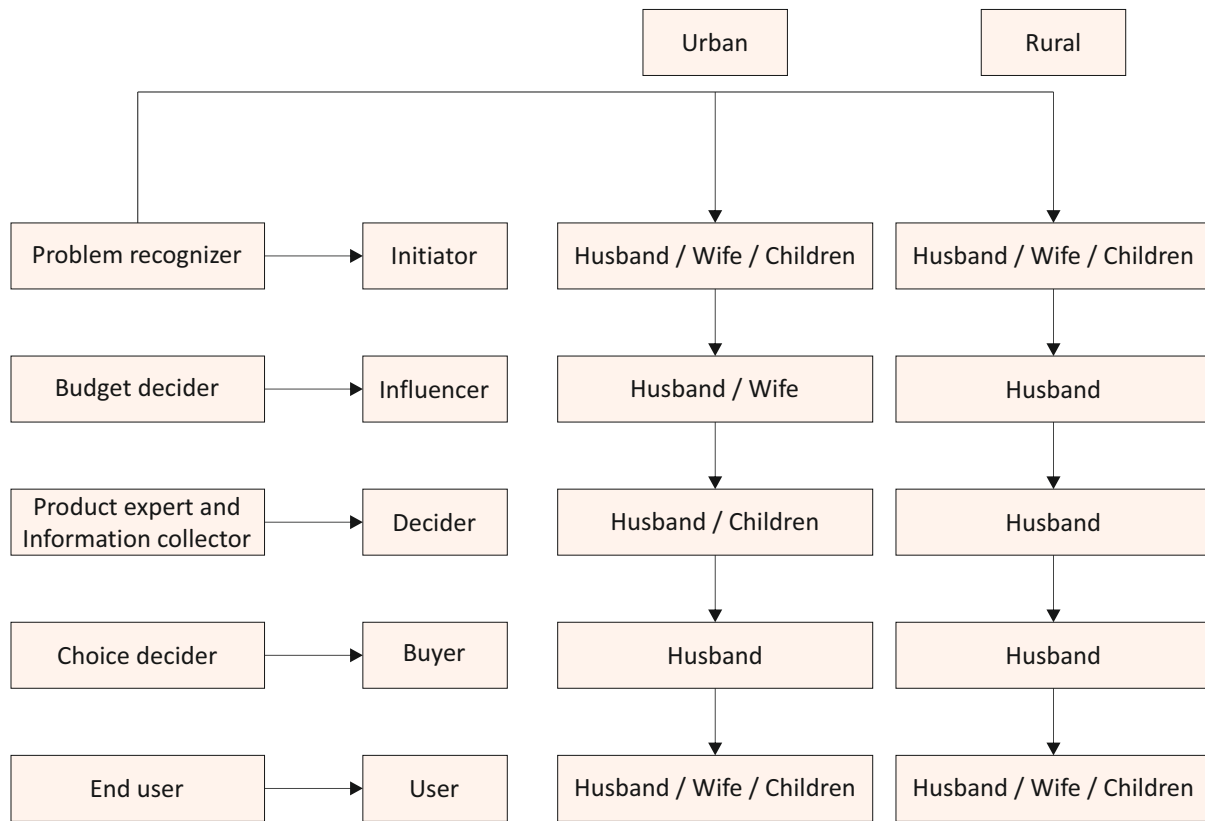 Urban
Rural
Problem recognizer
Initiator
Husband / Wife / Children
Husband / Wife / Children
Budget decider
Influencer
Husband / Wife
Husband
Product expert and
Information collector
Decider
Husband / Children
Husband
Choice decider
Buyer
Husband
Husband
End user
User
Husband / Wife / Children
Husband / Wife / Children